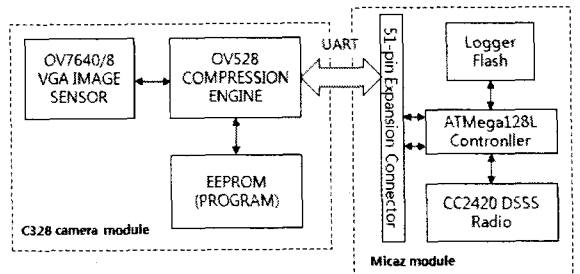 OV7640/8
VGA IMAGE
SENSOR
OV528
COMPRESSION
ENGINE
EEPROM
(PROGRAM)
C328 camera module
UART
51-pin Expansion Connector
Logger
Flash
ATMega128L
Contronller
CC2420 DSSS
Radio
Micaz module